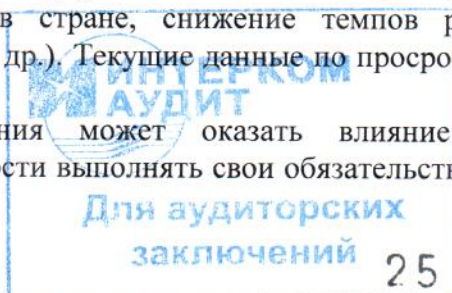 в стране, снижение темпов р
др.). Текущие данные по просро
ИНТЕРКОМ
АУДИТ
ния может оказать влияние
сти выполнять свои обязательств
Для аудиторских
заключений 25